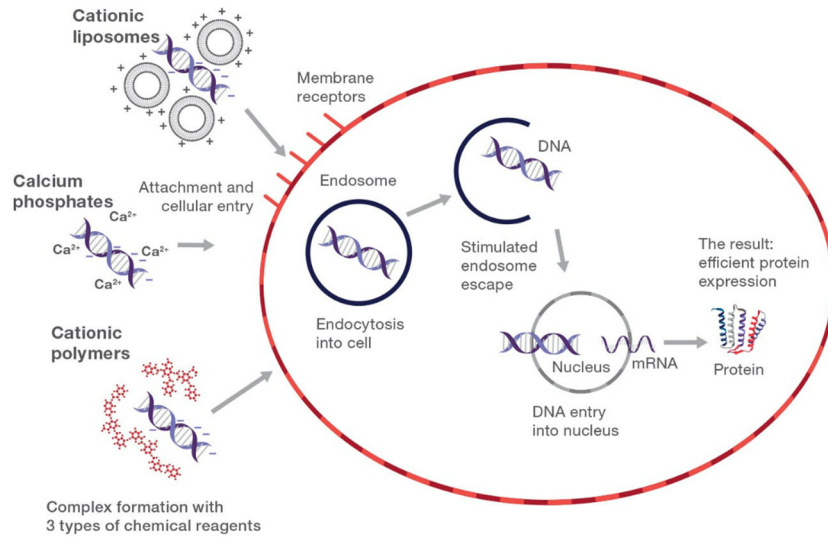 Cationic
liposomes
Membrane
receptors
DNA
Calcium
phosphates
Attachment and
cellular entry
Endosome
Ca²⁺
Ca²⁺
Ca²⁺
Ca²⁺
Stimulated
endosome
escape
The result:
efficient protein
expression
Endocytosis
into cell
Cationic
polymers
Nucleus
mRNA
Protein
DNA entry
into nucleus
Complex formation with
3 types of chemical reagents